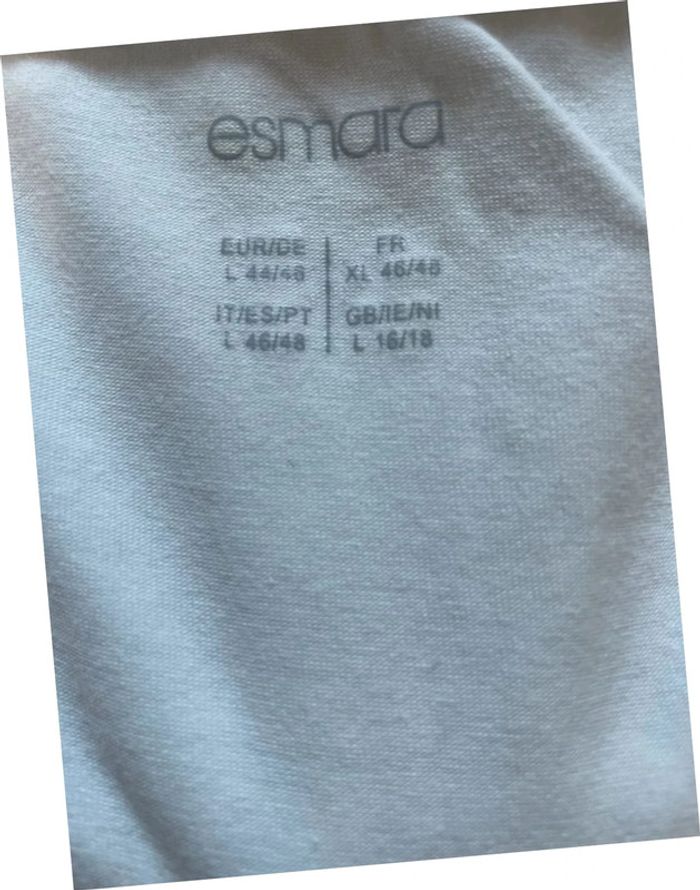 esmara
EUR/DE
L 44/46
FR
XL 46/48
IT/ES/PT
L 46/48
GB/IE/NI
L 16/18